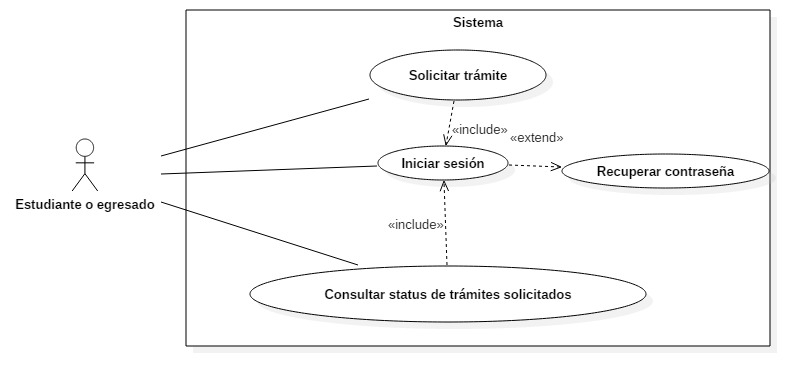 Sistema
Solicitar trámite
«include»
«extend»
Iniciar sesión
Recuperar contraseña
Estudiante o egresado
«include»
Consultar status de trámites solicitados